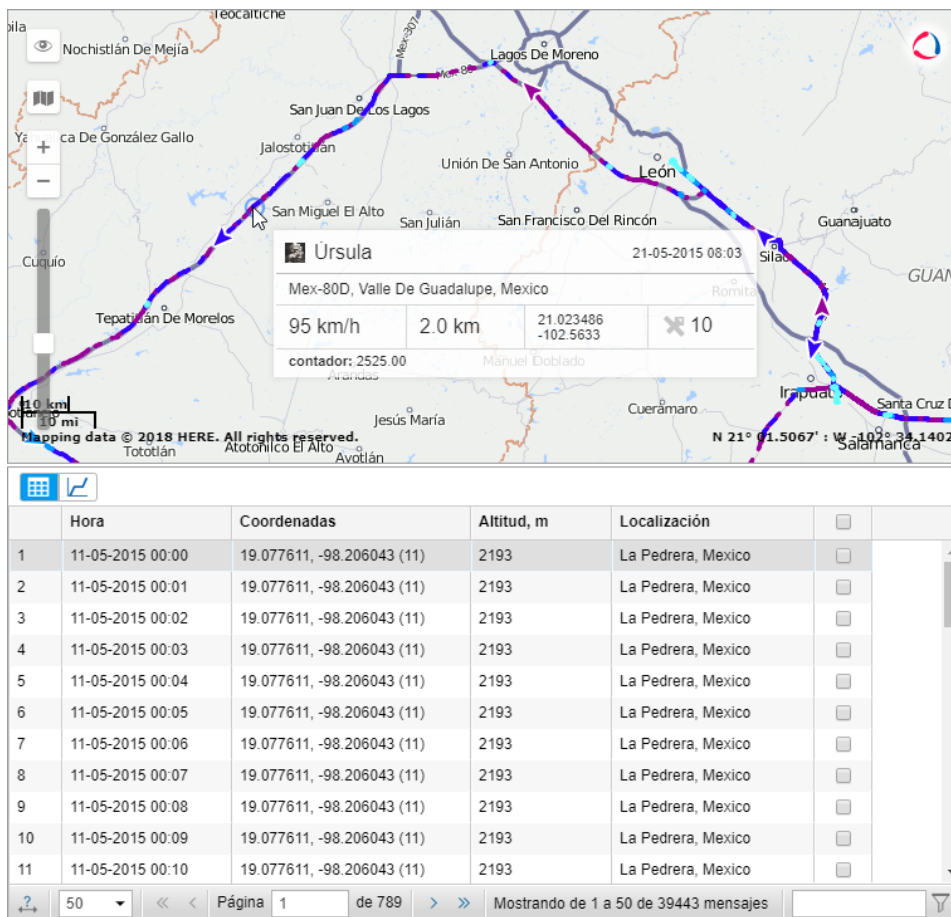 Teocaltiche
Nochistlán De Mejía
Mex-307
Lagos De Moreno
San Juan De Los Lagos
Ca De González Gallo
Jalostotitlán
Unión De San Antonio
León
San Miguel El Alto
San Julián
San Francisco Del Rincón
Guanajuato
Cuquío
Úrsula
21-05-2015 08:03
Silao
GUAN
Mex-80D, Valle De Guadalupe, Mexico
Romita
95 km/h
2.0 km
21.023486
-102.5633
10
Tepatitlán De Morelos
contador: 2525.00
Manuel Doblado
Arandas
Irapuato
10 km
10 mi
Jesús María
Cuerámaro
Santa Cruz D
Mapping data © 2018 HERE. All rights reserved.
N 21° 01.5067' : W -102° 34.1402
Tototlán
Atotonilco El Alto
Ayotlán
Salamanca
Hora Coordenadas Altitud, m Localización
1 11-05-2015 00:00 19.077611, -98.206043 (11) 2193 La Pedrera, Mexico
2 11-05-2015 00:01 19.077611, -98.206043 (11) 2193 La Pedrera, Mexico
3 11-05-2015 00:02 19.077611, -98.206043 (11) 2193 La Pedrera, Mexico
4 11-05-2015 00:03 19.077611, -98.206043 (11) 2193 La Pedrera, Mexico
5 11-05-2015 00:04 19.077611, -98.206043 (11) 2193 La Pedrera, Mexico
6 11-05-2015 00:05 19.077611, -98.206043 (11) 2193 La Pedrera, Mexico
7 11-05-2015 00:06 19.077611, -98.206043 (11) 2193 La Pedrera, Mexico
8 11-05-2015 00:07 19.077611, -98.206043 (11) 2193 La Pedrera, Mexico
9 11-05-2015 00:08 19.077611, -98.206043 (11) 2193 La Pedrera, Mexico
10 11-05-2015 00:09 19.077611, -98.206043 (11) 2193 La Pedrera, Mexico
11 11-05-2015 00:10 19.077611, -98.206043 (11) 2193 La Pedrera, Mexico
? 50 Página 1 de 789 Mostrando de 1 a 50 de 39443 mensajes